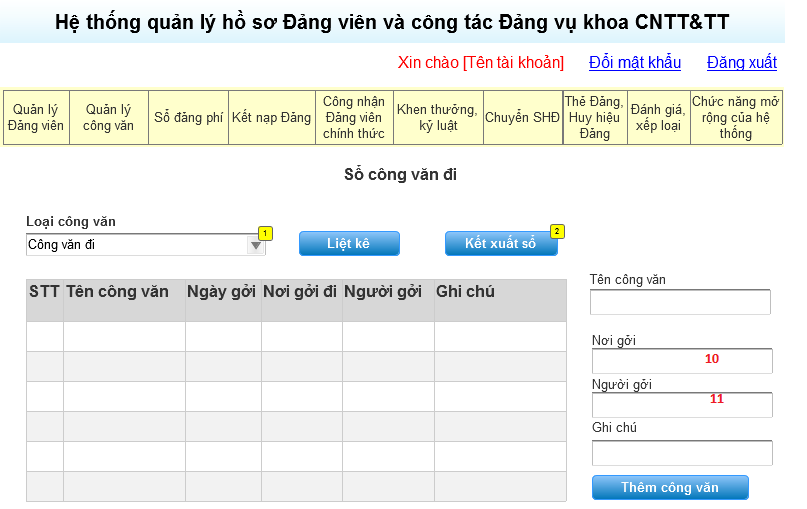 Hệ thống quản lý hồ sơ Đảng viên và công tác Đảng vụ khoa CNTT&TT
Xin chào [Tên tài khoản] Đổi mật khẩu Đăng xuất
Quản lý
Đảng viên
Quản lý
công văn
Sổ đảng phí
Kết nạp Đảng
Công nhận
Đảng viên
chính thức
Khen thưởng,
kỷ luật
Chuyển SHĐ
Thẻ Đảng,
Huy hiệu
Đảng
Đánh giá,
xếp loại
Chức năng mở
rộng của hệ
thống
Sổ công văn đi
Loại công văn
Công văn đi
1
Liệt kê
Kết xuất sổ
2
STT Tên công văn Ngày gởi Nơi gởi đi Người gởi Ghi chú
Tên công văn
Nơi gởi
10
Người gởi
11
Ghi chú
Thêm công văn